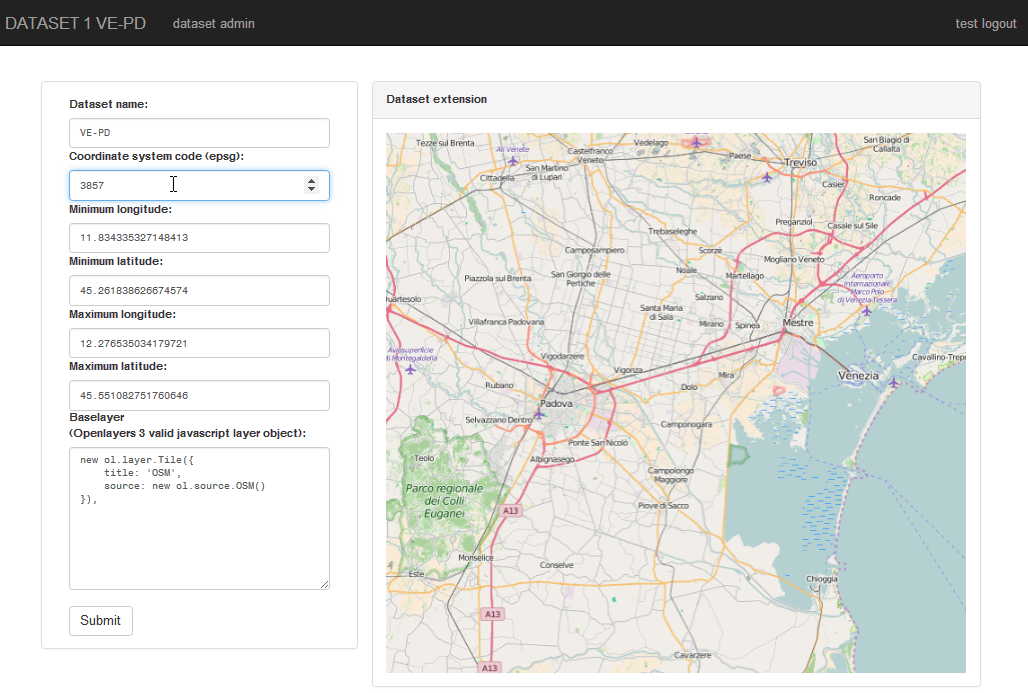 DATASET 1 VE-PD
dataset admin
test logout
Dataset name:
VE-PD
Coordinate system code (epsg):
3857
Minimum longitude:
11.834335327148413
Minimum latitude:
45.261838626674574
Maximum longitude:
12.276535034179721
Maximum latitude:
45.551082751760646
Baselayer
(Openlayers 3 valid javascript layer object):
new ol.layer.Tile({
title: 'OSM',
source: new ol.source.OSM()
}),
Submit
Dataset extension
Tezze sul Brenta
Ali Venete
Castelfranco
Veneto
Vedelago
Paese
Treviso
San Biagio di
Callalta
San Martino
di Lupari
Cittadella
Casier
Roncade
Preganziol
Casale sul Sile
Trebaseleghe
Camposampiero
Scorzè
Mogliano Veneto
Piazzola sul Brenta
San Giorgio delle
Pertiche
Noale
Martellago
Aeroporto
Internazionale
Marco Polo
di Venezia-Tessera
Salzano
Santa Maria
di Sala
Villafranca Padovana
Mirano
Spinea
Mestre
Aviosuperficie
di Montegaldella
Vigodarzere
Cavallino-Trepo
Vigonza
Mira
Venezia
Rubano
Dolo
Padova
Selvazzano Dentro
Camponogara
Ponte San Nicolò
Teolo
Albignasego
Campolongo
Maggiore
Parco regionale
dei Colli
Euganei
A13
Piove di Sacco
Monselice
Conselve
Este
Chioggia
A13
Cavarzere
A13